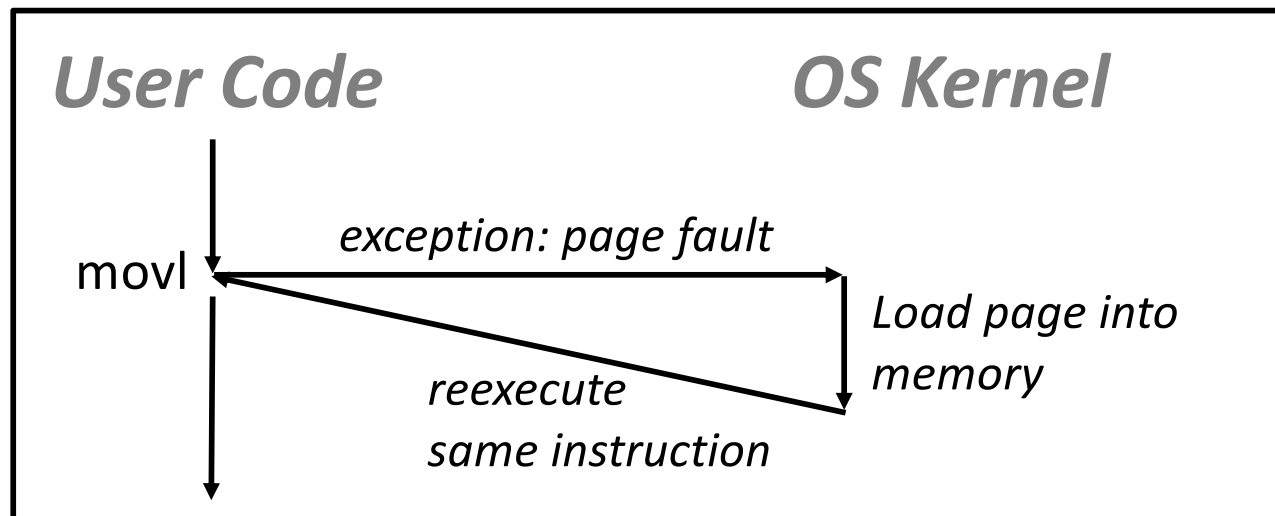 User Code
OS Kernel
exception: page fault
movl
Load page into
memory
reexecute
same instruction